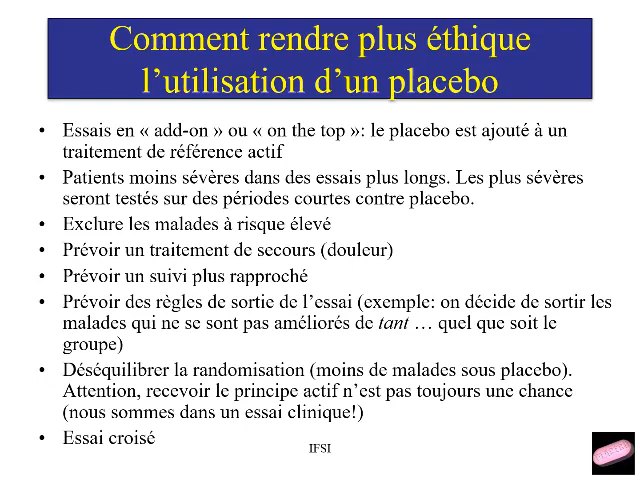 Comment rendre plus éthique
l’utilisation d’un placebo
• Essais en « add-on » ou « on the top »: le placebo est ajouté à un
traitement de référence actif
• Patients moins sévères dans des essais plus longs. Les plus sévères
seront testés sur des périodes courtes contre placebo.
• Exclure les malades à risque élevé
• Prévoir un traitement de secours (douleur)
• Prévoir un suivi plus rapproché
• Prévoir des règles de sortie de l’essai (exemple: on décide de sortir les
malades qui ne se sont pas améliorés de tant … quel que soit le
groupe)
• Déséquilibrer la randomisation (moins de malades sous placebo).
Attention, recevoir le principe actif n’est pas toujours une chance
(nous sommes dans un essai clinique!)
• Essai croisé
IFSI